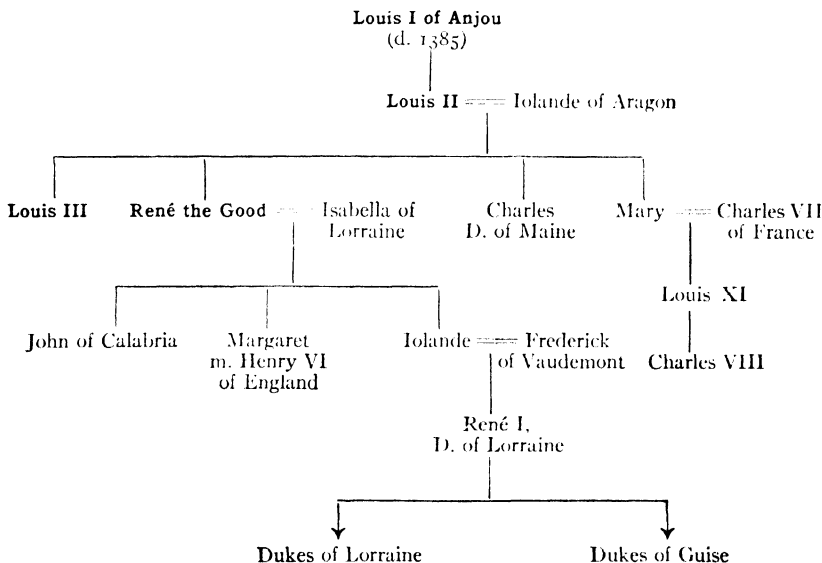 Louis I of Anjou
(d. 1385)
Louis II Iolande of Aragon
Louis III René the Good Isabella of Lorraine Charles D. of Maine Mary Charles VII of France
Louis XI
John of Calabria Margaret m. Henry VI of England Iolande Frederick of Vaudemont Charles VIII
René I,
D. of Lorraine
Dukes of Lorraine Dukes of Guise